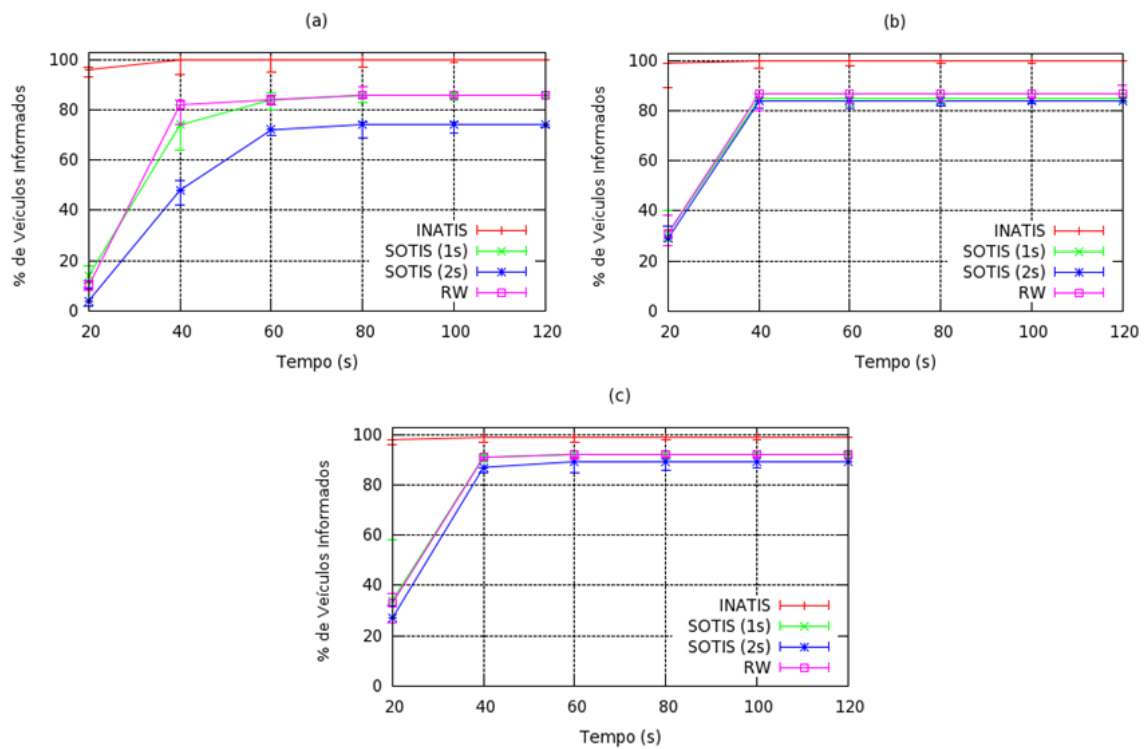 (a)
% de Veículos Informados
100
80
60
40
20
0
INATIS
SOTIS (1s)
SOTIS (2s)
RW
20 40 60 80 100 120
Tempo (s)
(b)
% de Veículos Informados
100
80
60
40
20
0
INATIS
SOTIS (1s)
SOTIS (2s)
RW
20 40 60 80 100 120
Tempo (s)
(c)
% de Veículos Informados
100
80
60
40
20
0
INATIS
SOTIS (1s)
SOTIS (2s)
RW
20 40 60 80 100 120
Tempo (s)